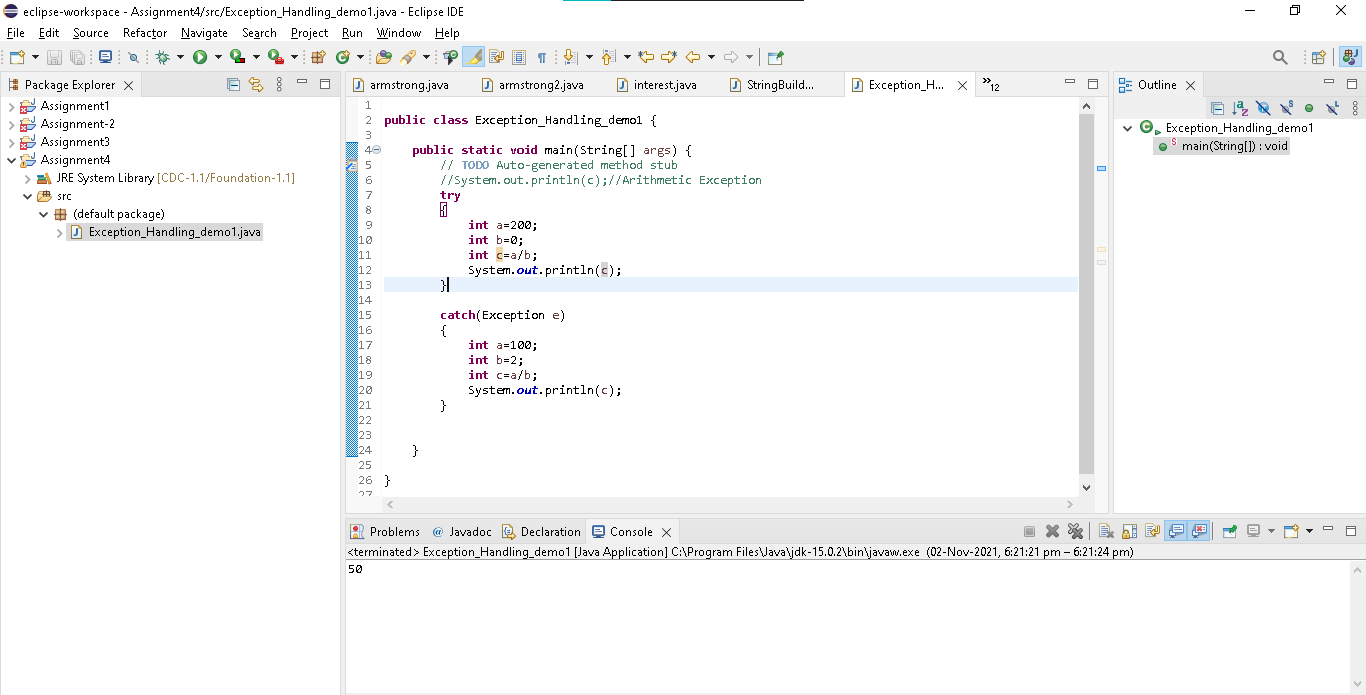 eclipse-workspace - Assignment4/src/Exception_Handling_demo1.java - Eclipse IDE
File Edit Source Refactor Navigate Search Project Run Window Help
Package Explorer
Assignment1
Assignment-2
Assignment3
Assignment4
JRE System Library [CDC-1.1/Foundation-1.1]
src
(default package)
Exception_Handling_demo1.java
armstrong.java armstrong2.java interest.java StringBuild... Exception_H... »12
1
2 public class Exception_Handling_demo1 {
3
4 public static void main(String[] args) {
5 // TODO Auto-generated method stub
6 //System.out.println(c);//Arithmetic Exception
7 try
8 {
9 int a=200;
10 int b=0;
11 int c=a/b;
12 System.out.println(c);
13 }
14
15 catch(Exception e)
16 {
17 int a=100;
18 int b=2;
19 int c=a/b;
20 System.out.println(c);
21 }
22
23
24 }
25
26 }
27
Outline
Exception_Handling_demo1
main(String[]) : void
Problems Javadoc Declaration Console
<terminated> Exception_Handling_demo1 [Java Application] C:\Program Files\Java\jdk-15.0.2\bin\javaw.exe (02-Nov-2021, 6:21:21 pm – 6:21:24 pm)
50